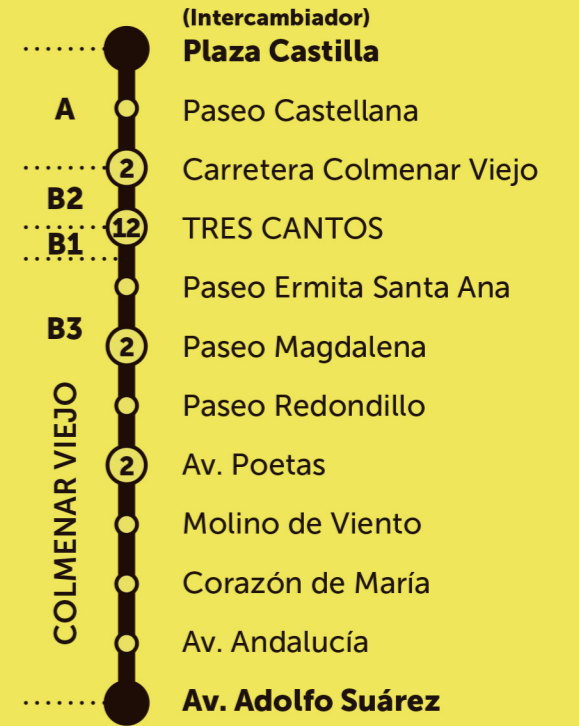 (Intercambiador)
Plaza Castilla
A
Paseo Castellana
2
Carretera Colmenar Viejo
B2
12
TRES CANTOS
B1
Paseo Ermita Santa Ana
B3
2
Paseo Magdalena
COLMENAR VIEJO
Paseo Redondillo
2
Av. Poetas
Molino de Viento
Corazón de María
Av. Andalucía
Av. Adolfo Suárez